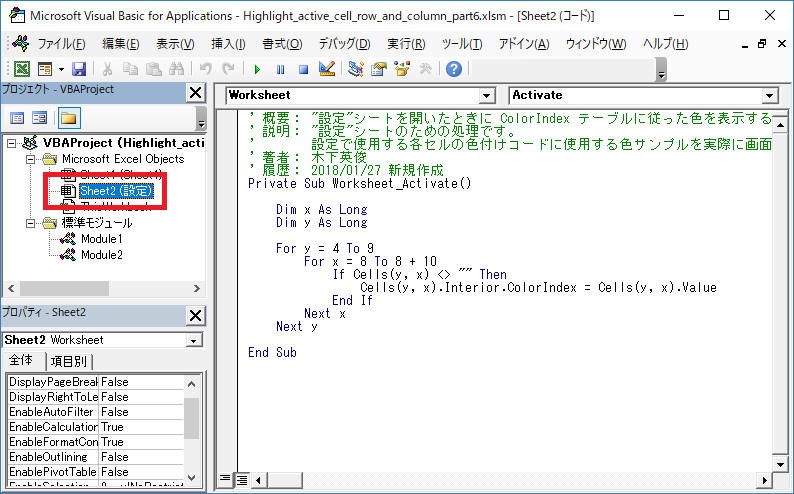 Microsoft Visual Basic for Applications - Highlight_active_cell_row_and_column_part6.xlsm - [Sheet2 (コード)]
ファイル(F) 編集(E) 表示(V) 挿入(I) 書式(O) デバッグ(D) 実行(R) ツール(T) アドイン(A) ウィンドウ(W) ヘルプ(H)
プロジェクト - VBAProject
VBAProject (Highlight_acti
Microsoft Excel Objects
Sheet1 (Sheet1)
Sheet2 (設定)
ThisWorkbook
標準モジュール
Module1
Module2
プロパティ - Sheet2
Sheet2 Worksheet
全体 項目別
DisplayPageBreal False
DisplayRightToLe False
EnableAutoFilter False
EnableCalculation True
EnableFormatCon True
EnableOutlining False
EnablePivotTable False
EnableSelection 0 - xlNoRestrict
Worksheet Activate
' 概要： "設定"シートを開いたときに ColorIndex テーブルに従った色を表示する
' 説明： "設定"シートのための処理です。
' 設定で使用する各セルの色付けコードに使用する色サンプルを実際に画面
' 著者： 木下英俊
' 履歴： 2018/01/27 新規作成
Private Sub Worksheet_Activate()
Dim x As Long
Dim y As Long
For y = 4 To 9
For x = 8 To 8 + 10
If Cells(y, x) <> "" Then
Cells(y, x).Interior.ColorIndex = Cells(y, x).Value
End If
Next x
Next y
End Sub